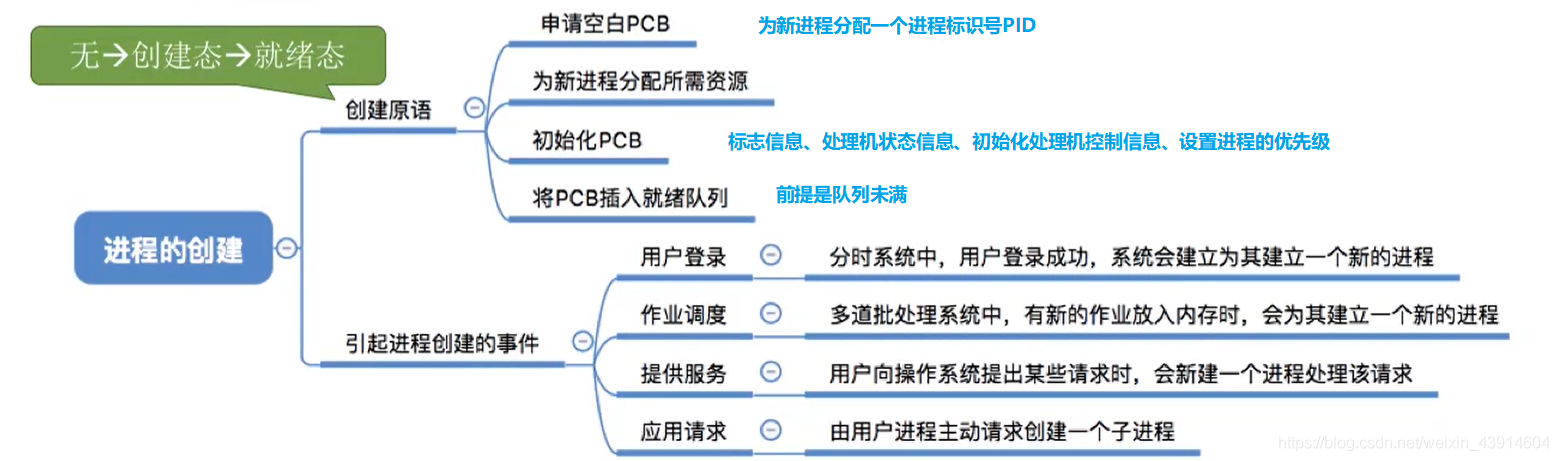 申请空白PCB 为新进程分配一个进程标识号PID
无→创建态→就绪态
为新进程分配所需资源
创建原语
初始化PCB 标志信息、处理机状态信息、初始化处理机控制信息、设置进程的优先级
将PCB插入就绪队列 前提是队列未满
进程的创建
用户登录 分时系统中，用户登录成功，系统会建立为其建立一个新的进程
作业调度 多道批处理系统中，有新的作业放入内存时，会为其建立一个新的进程
引起进程创建的事件
提供服务 用户向操作系统提出某些请求时，会新建一个进程处理该请求
应用请求 由用户进程主动请求创建一个子进程
https://blog.csdn.net/weixin_43914604